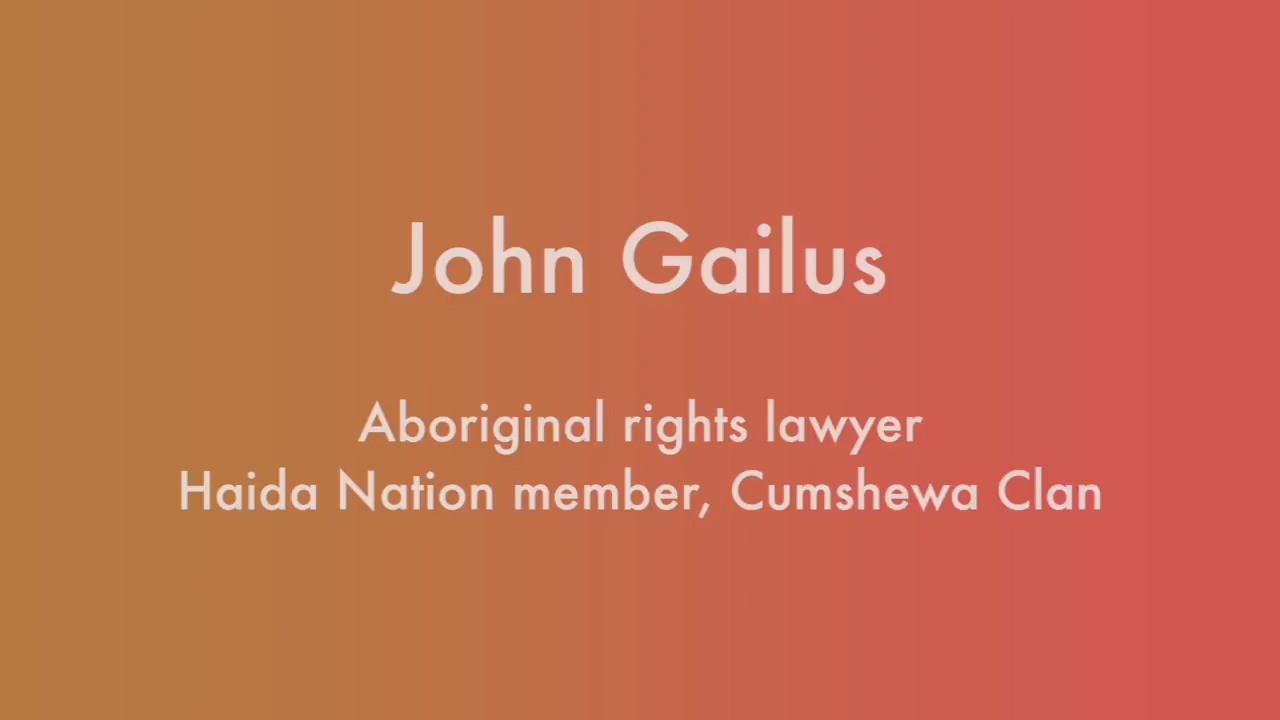 John Gailus
Aboriginal rights lawyer
Haida Nation member, Cumshewa Clan